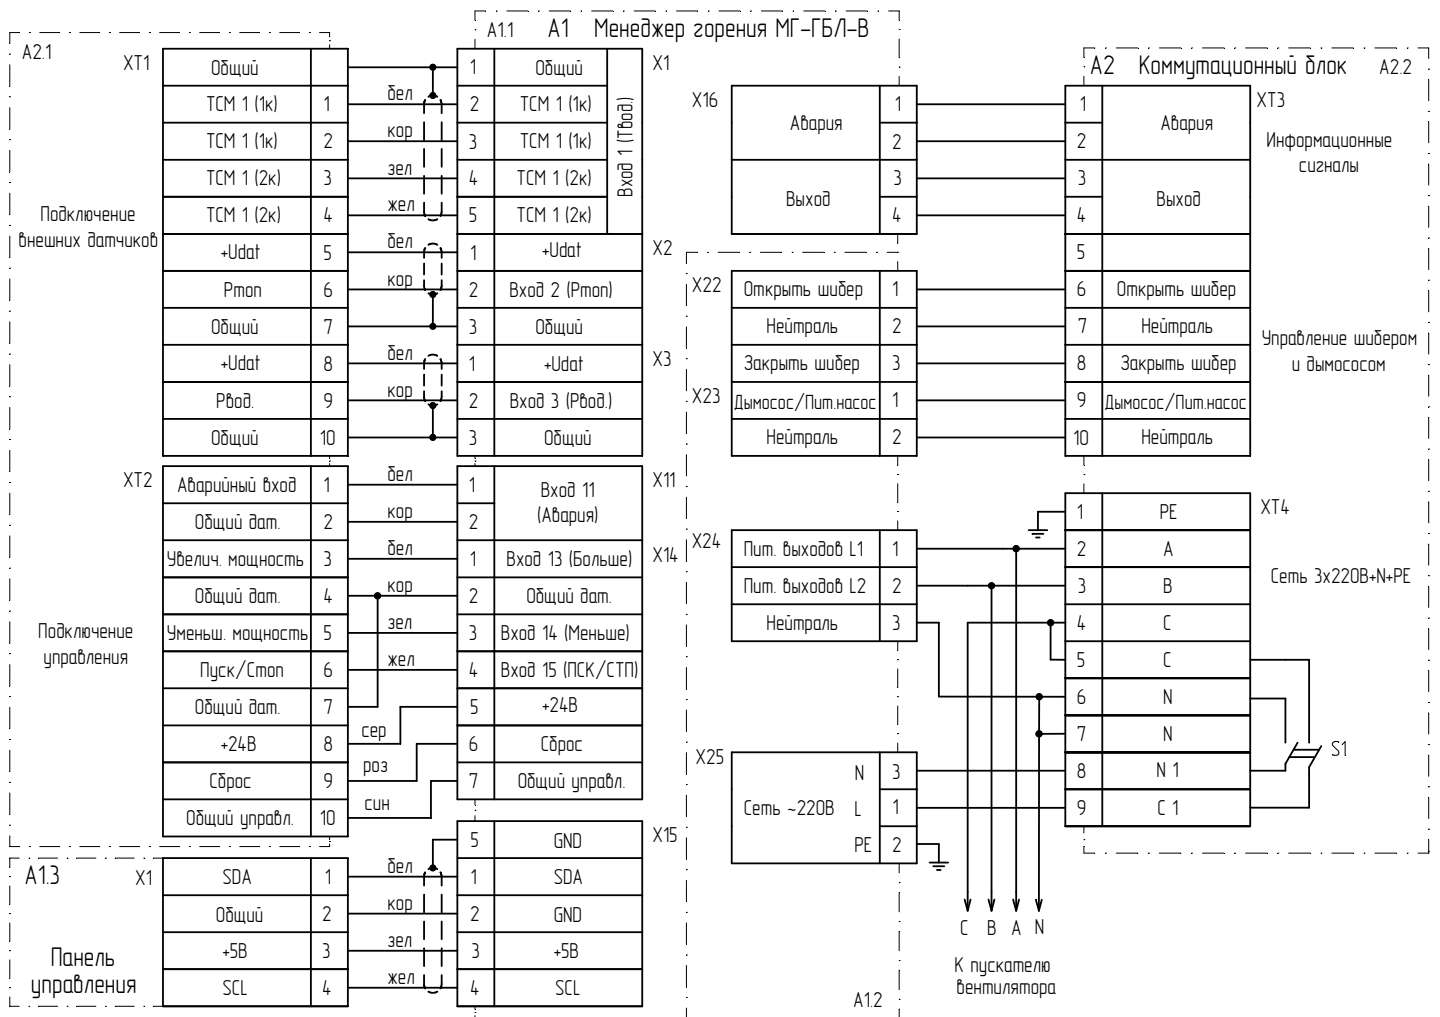 A2.1
Подключение
внешних датчиков
Подключение
управления
XT1
Общий
ТСМ 1 (1к) 1
ТСМ 1 (1к) 2
ТСМ 1 (2к) 3
ТСМ 1 (2к) 4
+Udat 5
Pтоп 6
Общий 7
+Udat 8
Рвод. 9
Общий 10
XT2
Аварийный вход 1
Общий дат. 2
Увелич. мощность 3
Общий дат. 4
Уменьш. мощность 5
Пуск/Стоп 6
Общий дат. 7
+24В 8
Сброс 9
Общий управл. 10
A1.3
Панель
управления
X1
SDA 1
Общий 2
+5В 3
SCL 4
бел
кор
зел
жел
бел
кор
бел
кор
бел
кор
бел
кор
зел
жел
сер
роз
син
бел
кор
зел
жел
A1.1 A1 Менеджер горения МГ-ГБЛ-В
X1
1 Общий
2 ТСМ 1 (1к)
3 ТСМ 1 (1к)
4 ТСМ 1 (2к)
5 ТСМ 1 (2к)
Вход 1 (Твод.)
X2
1 +Udat
2 Вход 2 (Pтоп)
3 Общий
X3
1 +Udat
2 Вход 3 (Рвод.)
3 Общий
X11
1
2
Вход 11
(Авария)
X14
1 Вход 13 (Больше)
2 Общий дат.
3 Вход 14 (Меньше)
4 Вход 15 (ПСК/СТП)
5 +24В
6 Сброс
7 Общий управл.
X15
5 GND
1 SDA
2 GND
3 +5В
4 SCL
X16
Авария 1
2
Выход 3
4
X22
Открыть шибер 1
Нейтраль 2
Закрыть шибер 3
X23
Дымосос/Пит.насос 1
Нейтраль 2
X24
Пит. выходов L1 1
Пит. выходов L2 2
Нейтраль 3
X25
Сеть ~220В
N 3
L 1
PE 2
A1.2
A2 Коммутационный блок A2.2
XT3
1
2
Авария
3
4
Выход
5
6 Открыть шибер
7 Нейтраль
8 Закрыть шибер
9 Дымосос/Пит.насос
10 Нейтраль
Информационные
сигналы
Управление шибером
и дымососом
XT4
1 PE
2 A
3 B
4 C
5 C
6 N
7 N
8 N 1
9 C 1
Сеть 3x220В+N+PE
S1
C B A N
К пускателю
вентилятора